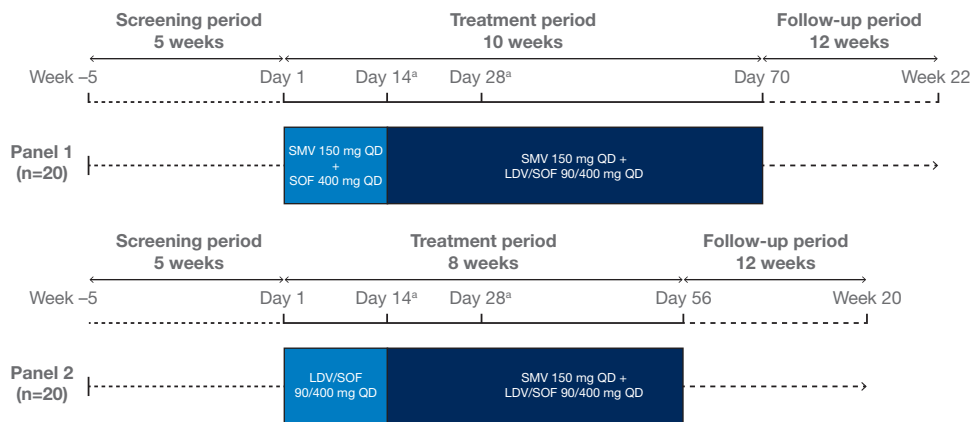 Screening period
5 weeks
Treatment period
10 weeks
Follow-up period
12 weeks
Week –5
Day 1
Day 14ᵃ
Day 28ᵃ
Day 70
Week 22
Panel 1
(n=20)
SMV 150 mg QD
+
SOF 400 mg QD
SMV 150 mg QD +
LDV/SOF 90/400 mg QD
Screening period
5 weeks
Treatment period
8 weeks
Follow-up period
12 weeks
Week –5
Day 1
Day 14ᵃ
Day 28ᵃ
Day 56
Week 20
Panel 2
(n=20)
LDV/SOF
90/400 mg QD
SMV 150 mg QD +
LDV/SOF 90/400 mg QD